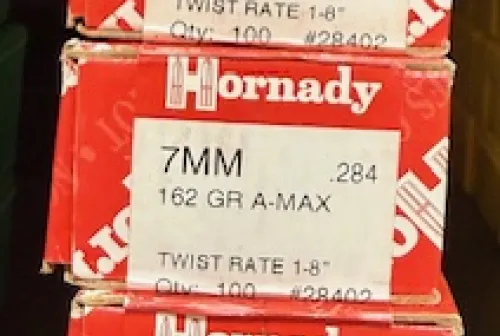 TWIST RATE 1-8"
Qty: 100 #28402
Hornady
7MM .284
162 GR A-MAX
TWIST RATE 1-8"
Qty: 100 #28402
Hornady